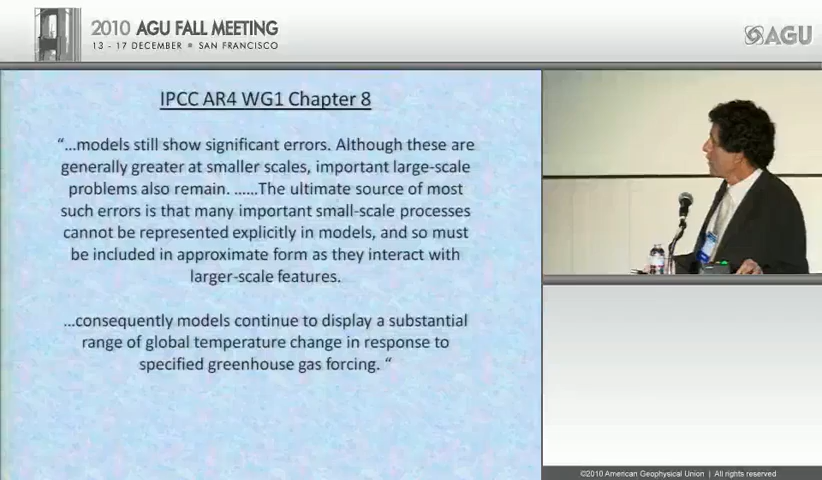 2010 AGU FALL MEETING
13 - 17 DECEMBER ■ SAN FRANCISCO
AGU
IPCC AR4 WG1 Chapter 8
“…models still show significant errors. Although these are
generally greater at smaller scales, important large-scale
problems also remain. ……The ultimate source of most
such errors is that many important small-scale processes
cannot be represented explicitly in models, and so must
be included in approximate form as they interact with
larger-scale features.
…consequently models continue to display a substantial
range of global temperature change in response to
specified greenhouse gas forcing. “
©2010 American Geophysical Union | All rights reserved